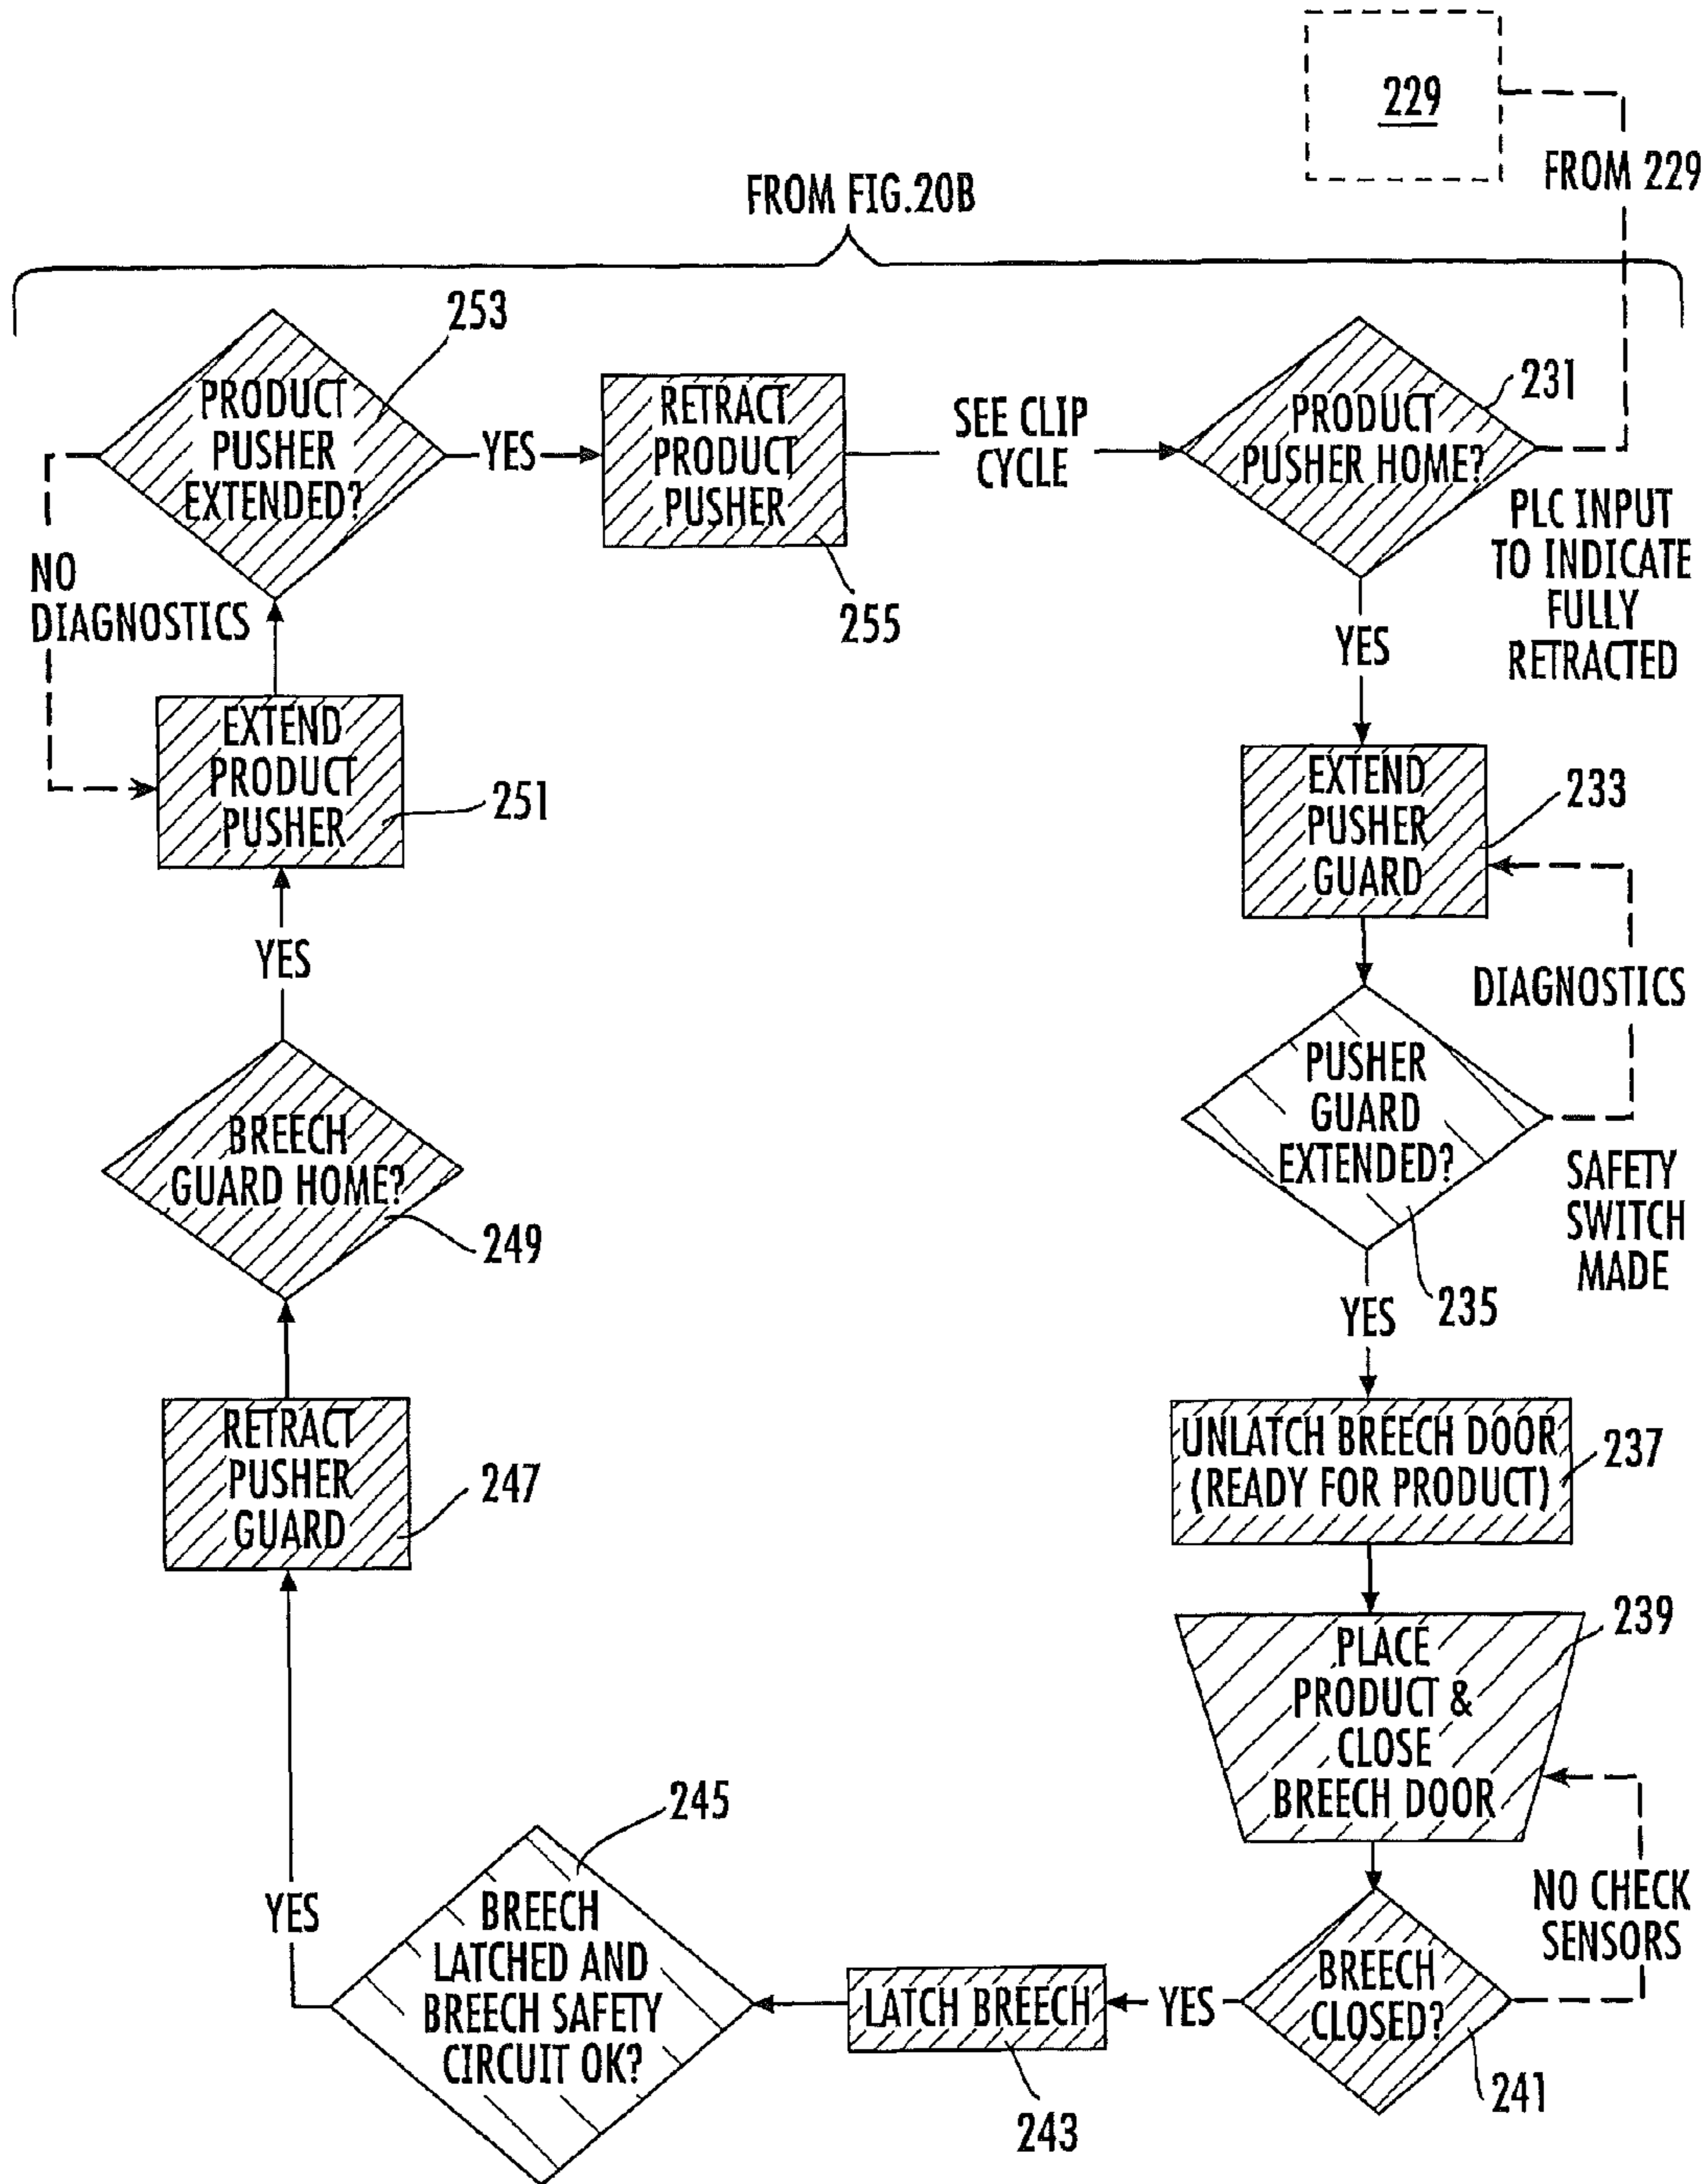 229
FROM 229
FROM FIG.20B
253
PRODUCT
PUSHER
EXTENDED?
YES
RETRACT
PRODUCT
PUSHER
255
SEE CLIP
CYCLE
PRODUCT
PUSHER HOME?
231
PLC INPUT
TO INDICATE
FULLY
RETRACTED
NO
DIAGNOSTICS
YES
EXTEND
PRODUCT
PUSHER
251
EXTEND
PUSHER
GUARD
233
YES
DIAGNOSTICS
PUSHER
GUARD
EXTENDED?
235
SAFETY
SWITCH
MADE
BREECH
GUARD HOME?
249
YES
RETRACT
PUSHER
GUARD
247
UNLATCH BREECH DOOR
(READY FOR PRODUCT)
237
PLACE
PRODUCT &
CLOSE
BREECH DOOR
239
245
YES
BREECH
LATCHED AND
BREECH SAFETY
CIRCUIT OK?
LATCH BREECH
243
YES
BREECH
CLOSED?
241
NO CHECK
SENSORS